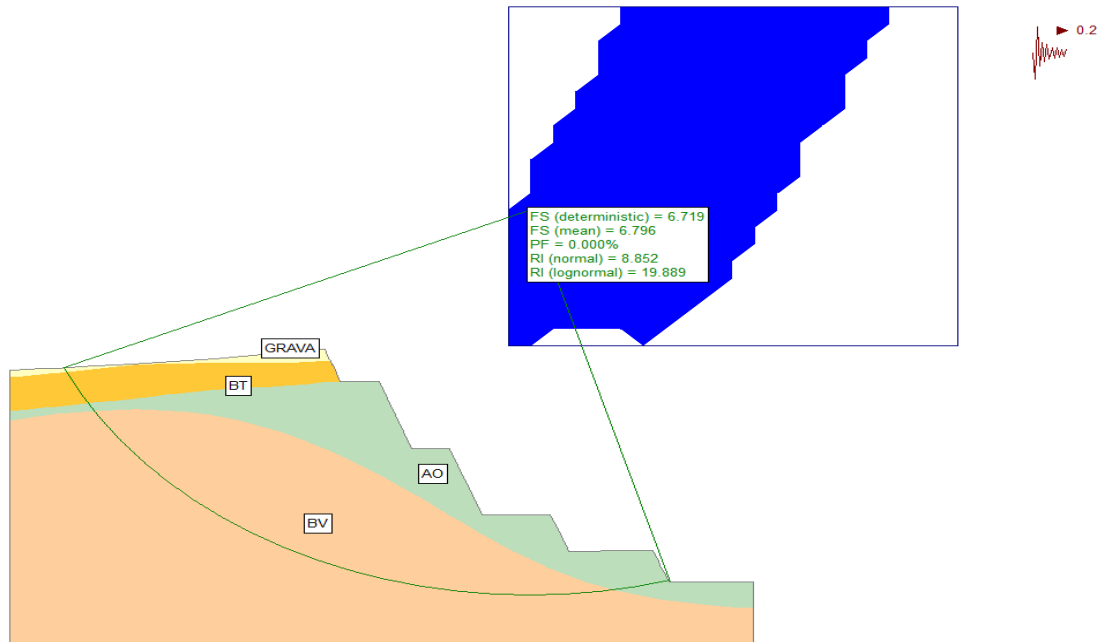 0.2
FS (deterministic) = 6.719
FS (mean) = 6.796
PF = 0.000%
RI (normal) = 8.852
RI (lognormal) = 19.889
GRAVA
BT
AO
BV